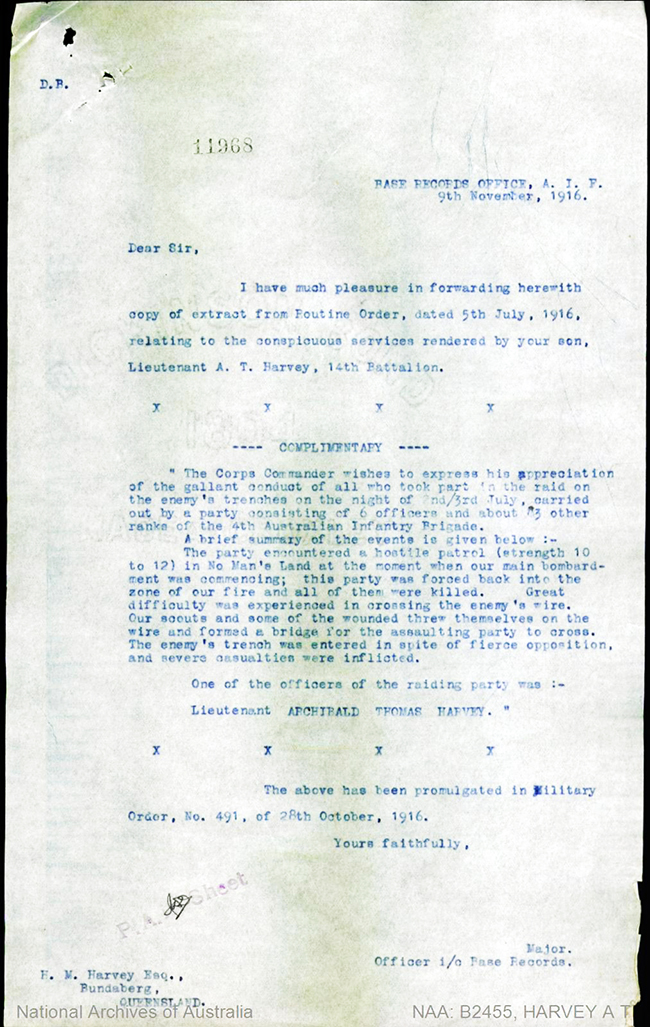 D.R.
11968
BASE RECORDS OFFICE, A. I. F.
9th November, 1916.
Dear Sir,
I have much pleasure in forwarding herewith
copy of extract from Routine Order, dated 5th July, 1916,
relating to the conspicuous services rendered by your son,
Lieutenant A. T. Harvey, 14th Battalion.
X X X X
---- COMPLIMENTARY ----
" The Corps Commander wishes to express his appreciation
of the gallant conduct of all who took part in the raid on
the enemy's trenches on the night of 2nd/3rd July, carried
out by a party consisting of 6 officers and about 3 other
ranks of the 4th Australian Infantry Brigade.
A brief summary of the events is given below :-
The party encountered a hostile patrol (strength 10
to 12) in No Man's Land at the moment when our main bombard-
ment was commencing; this party was forced back into the
zone of our fire and all of them were killed. Great
difficulty was experienced in crossing the enemy's wire.
Our scouts and some of the wounded threw themselves on the
wire and formed a bridge for the assaulting party to cross.
The enemy's trench was entered in spite of fierce opposition,
and severe casualties were inflicted.
One of the officers of the raiding party was :-
Lieutenant ARCHIBALD THOMAS HARVEY. "
X X X X
The above has been promulgated in Military
Order, No. 491, of 28th October, 1916.
Yours faithfully,
Sheet
Major.
Officer i/c Base Records.
H. M. Harvey Esq.,
Bundaberg,
QUEENSLAND.
National Archives of Australia
NAA: B2455, HARVEY A T